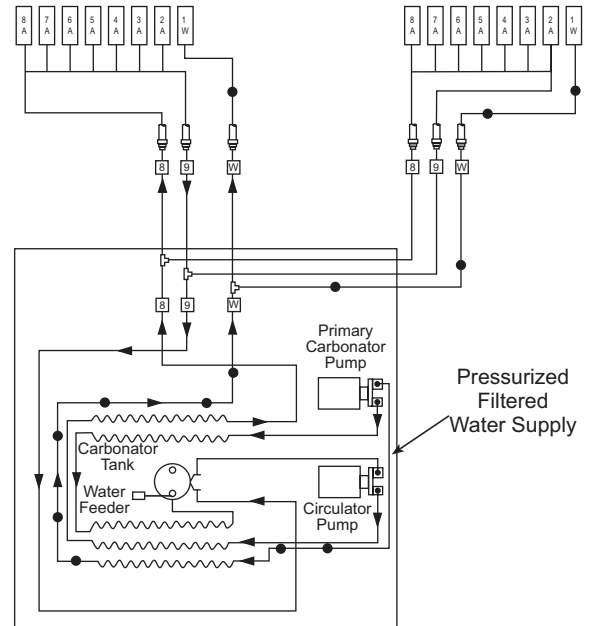 8 A 7 A 6 A 5 A 4 A 3 A 2 A 1 W
8 A 7 A 6 A 5 A 4 A 3 A 2 A 1 W
8 9 W
8 9 W
8 9 W
Primary
Carbonator
Pump
Pressurized
Filtered
Water Supply
Carbonator
Tank
Water
Feeder
Circulator
Pump